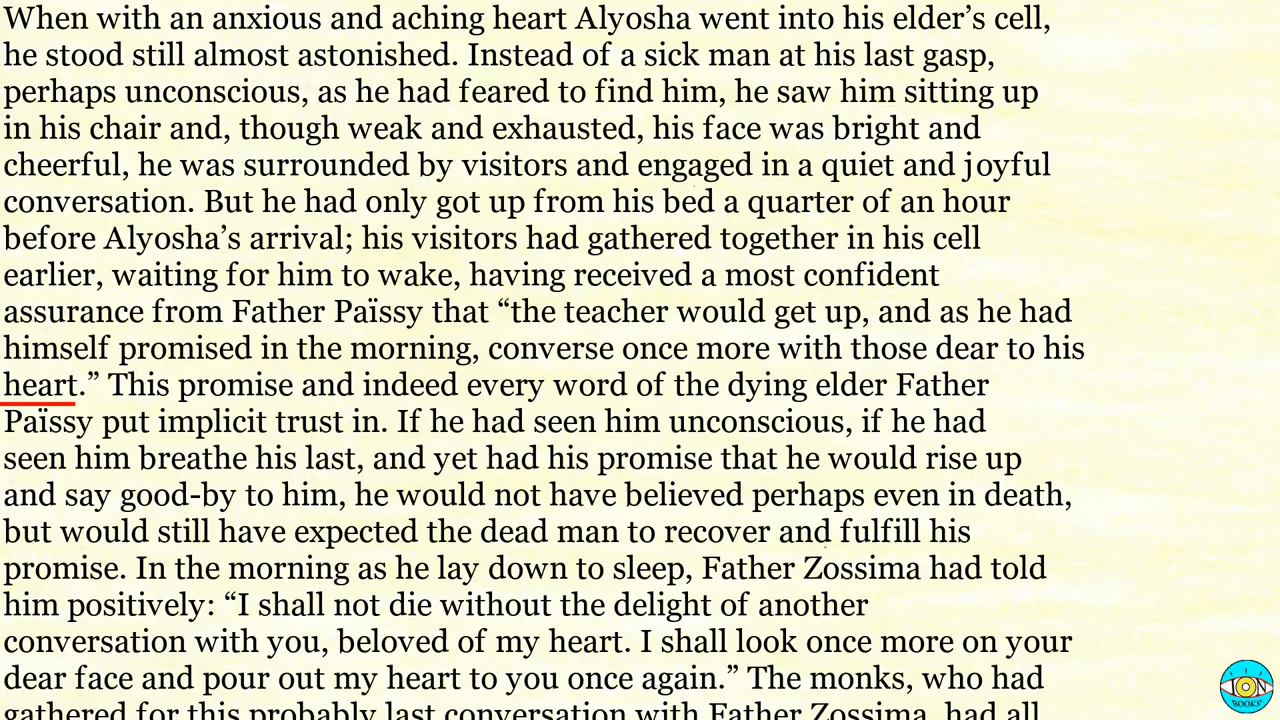 When with an anxious and aching heart Alyosha went into his elder’s cell,
he stood still almost astonished. Instead of a sick man at his last gasp,
perhaps unconscious, as he had feared to find him, he saw him sitting up
in his chair and, though weak and exhausted, his face was bright and
cheerful, he was surrounded by visitors and engaged in a quiet and joyful
conversation. But he had only got up from his bed a quarter of an hour
before Alyosha’s arrival; his visitors had gathered together in his cell
earlier, waiting for him to wake, having received a most confident
assurance from Father Païssy that “the teacher would get up, and as he had
himself promised in the morning, converse once more with those dear to his
heart.” This promise and indeed every word of the dying elder Father
Païssy put implicit trust in. If he had seen him unconscious, if he had
seen him breathe his last, and yet had his promise that he would rise up
and say good-by to him, he would not have believed perhaps even in death,
but would still have expected the dead man to recover and fulfill his
promise. In the morning as he lay down to sleep, Father Zossima had told
him positively: “I shall not die without the delight of another
conversation with you, beloved of my heart. I shall look once more on your
dear face and pour out my heart to you once again.” The monks, who had
gathered for this probably last conversation with Father Zossima, had all
ION
BOOKS